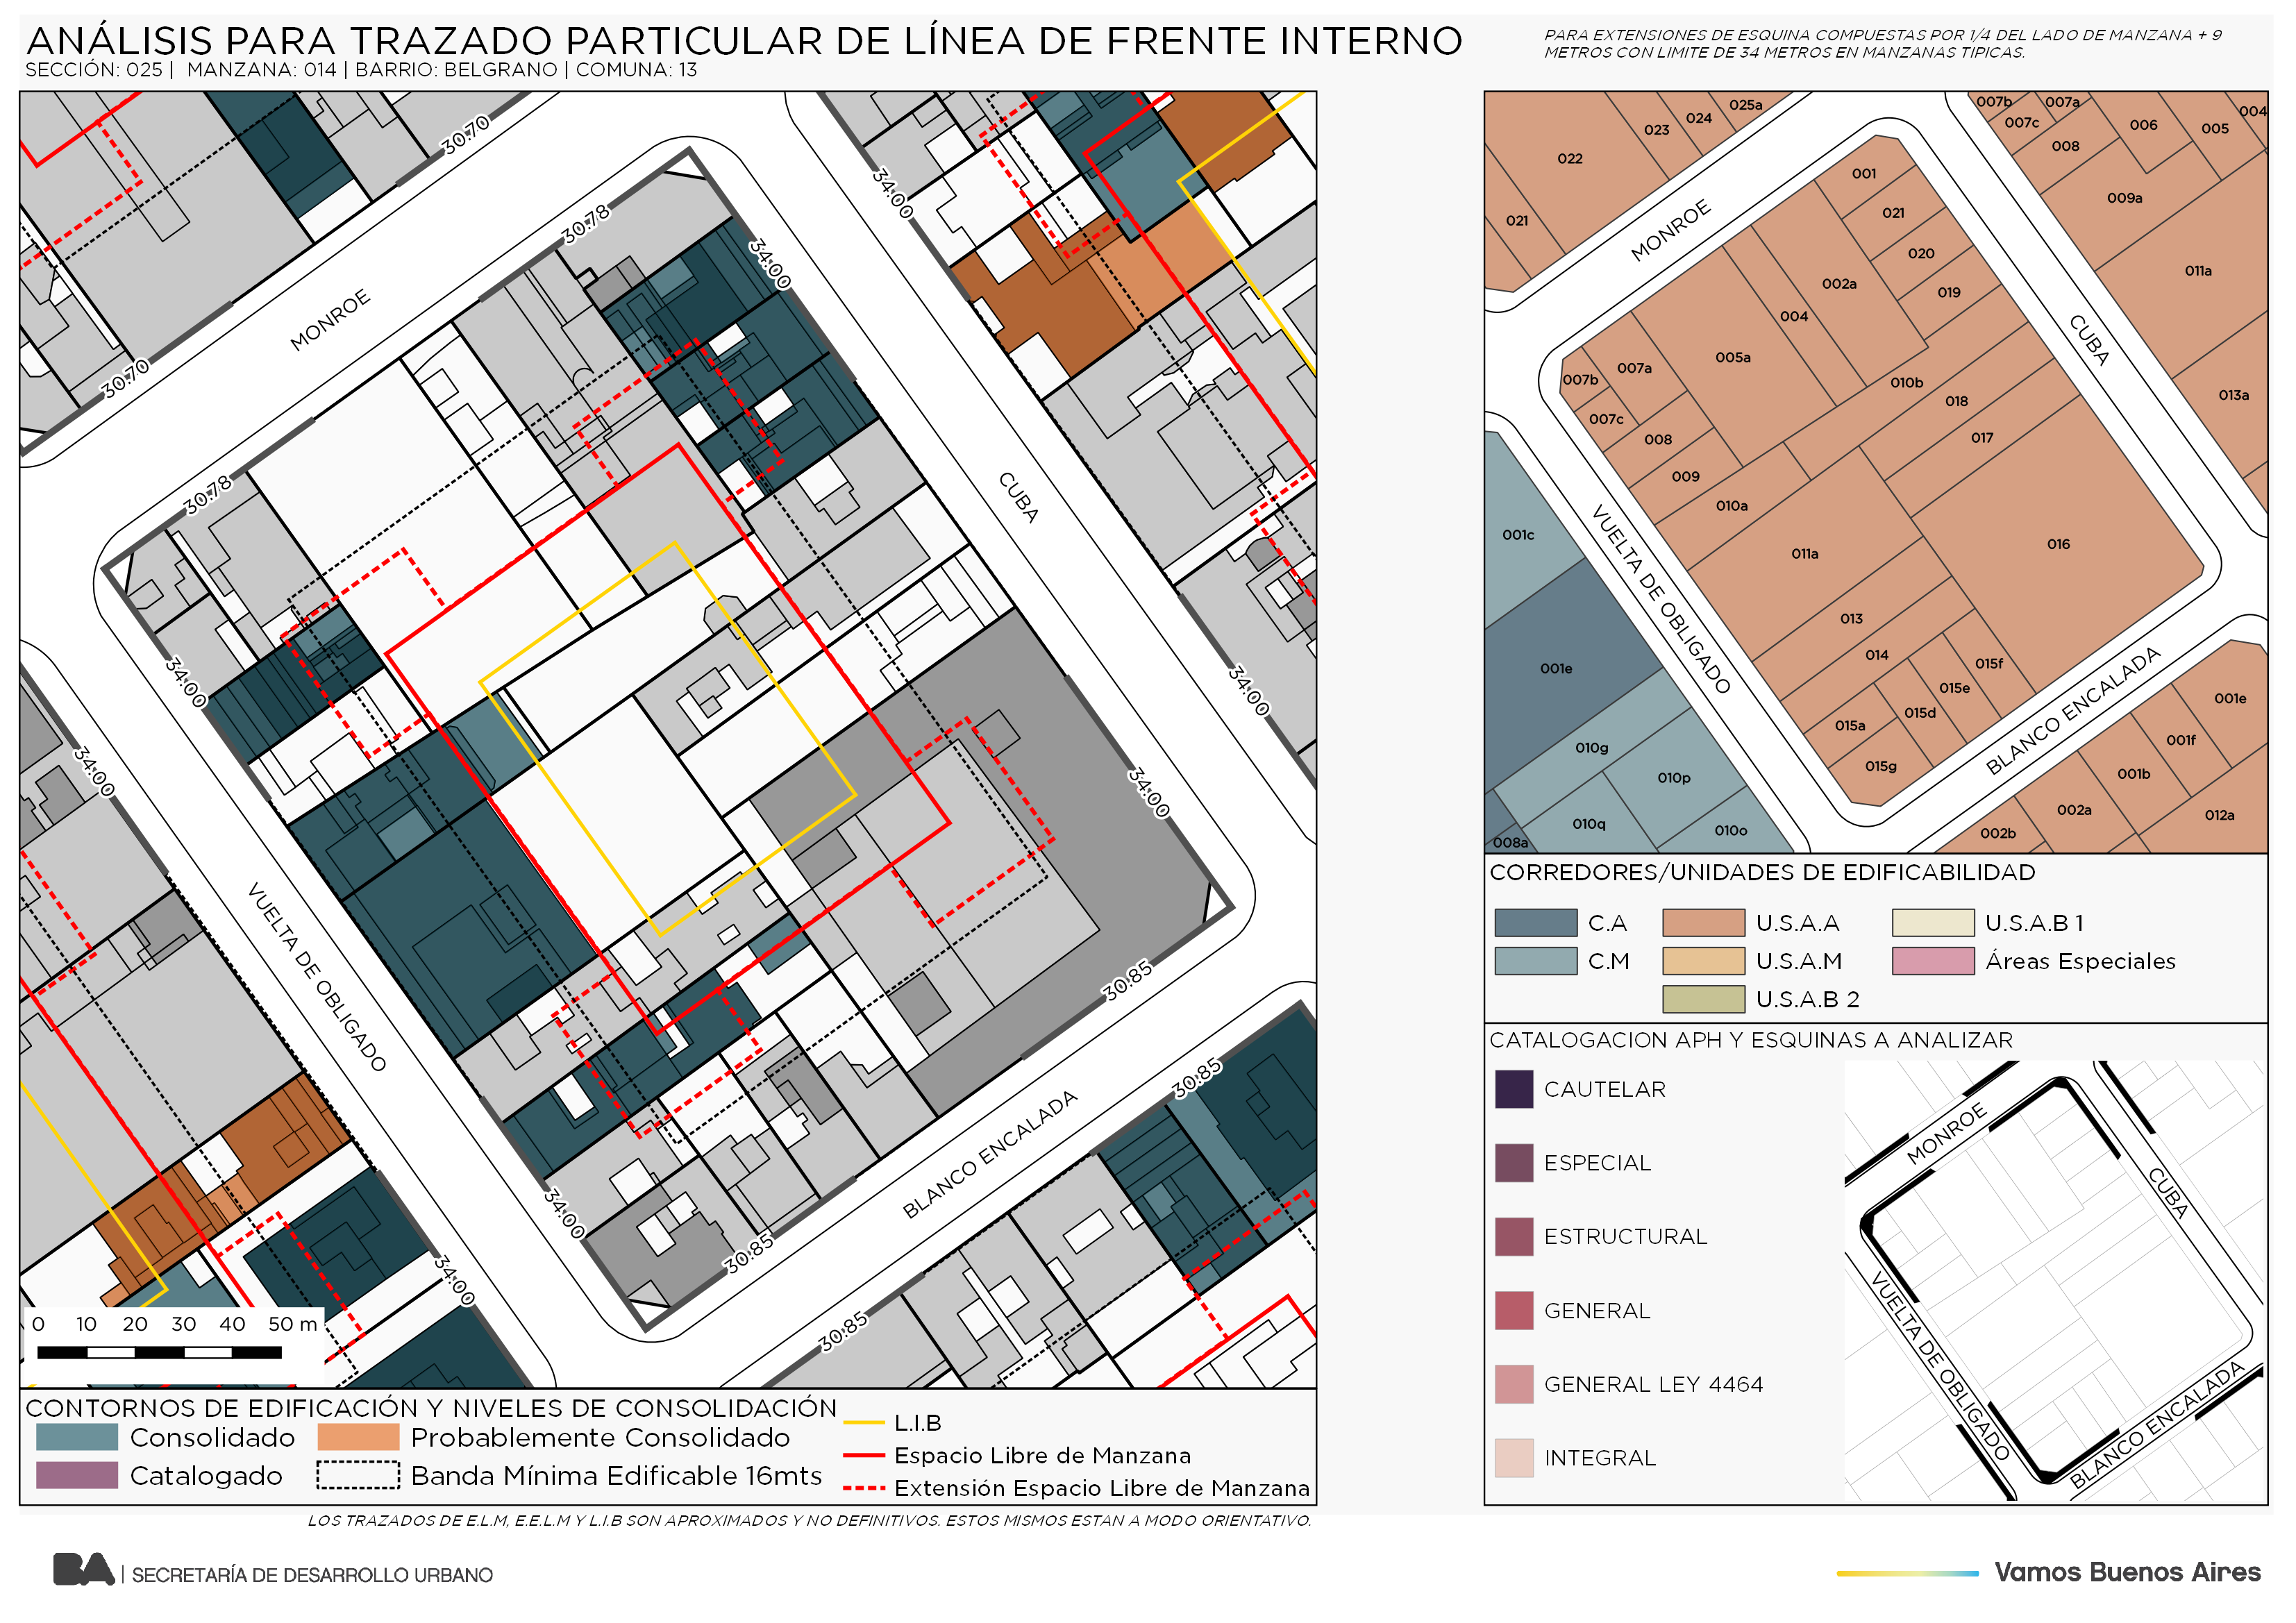 ANÁLISIS PARA TRAZADO PARTICULAR DE LÍNEA DE FRENTE INTERNO
SECCIÓN: 025 | MANZANA: 014 | BARRIO: BELGRANO | COMUNA: 13
PARA EXTENSIONES DE ESQUINA COMPUESTAS POR 1/4 DEL LADO DE MANZANA + 9
METROS CON LIMITE DE 34 METROS EN MANZANAS TIPICAS.
30.70
30.70
MONROE
30.78
30.78
34.00
34.00
CUBA
34.00
34.00
34.00
34.00
VUELTA DE OBLIGADO
34.00
34.00
30.85
30.85
BLANCO ENCALADA
30.85
30.85
0 10 20 30 40 50 m
CONTORNOS DE EDIFICACIÓN Y NIVELES DE CONSOLIDACIÓN
Consolidado
Probablemente Consolidado
Catalogado
Banda Mínima Edificable 16mts
L.I.B
Espacio Libre de Manzana
Extensión Espacio Libre de Manzana
LOS TRAZADOS DE E.L.M, E.E.L.M Y L.I.B SON APROXIMADOS Y NO DEFINITIVOS. ESTOS MISMOS ESTAN A MODO ORIENTATIVO.
022
023
024
025a
021
MONROE
007b
007a
007c
006
005
004
008
009a
011a
013a
CUBA
001
021
020
019
002a
004
005a
007a
007b
007c
008
009
010a
010b
018
017
016
011a
013
014
015f
015e
015d
015a
015g
VUELTA DE OBLIGADO
BLANCO ENCALADA
001c
001e
010g
010p
010q
010o
008a
001e
001f
001b
002a
012a
002b
CORREDORES/UNIDADES DE EDIFICABILIDAD
C.A
U.S.A.A
U.S.A.B 1
C.M
U.S.A.M
Áreas Especiales
U.S.A.B 2
CATALOGACION APH Y ESQUINAS A ANALIZAR
CAUTELAR
ESPECIAL
ESTRUCTURAL
GENERAL
GENERAL LEY 4464
INTEGRAL
MONROE
CUBA
VUELTA DE OBLIGADO
BLANCO ENCALADA
BA | SECRETARÍA DE DESARROLLO URBANO
Vamos Buenos Aires